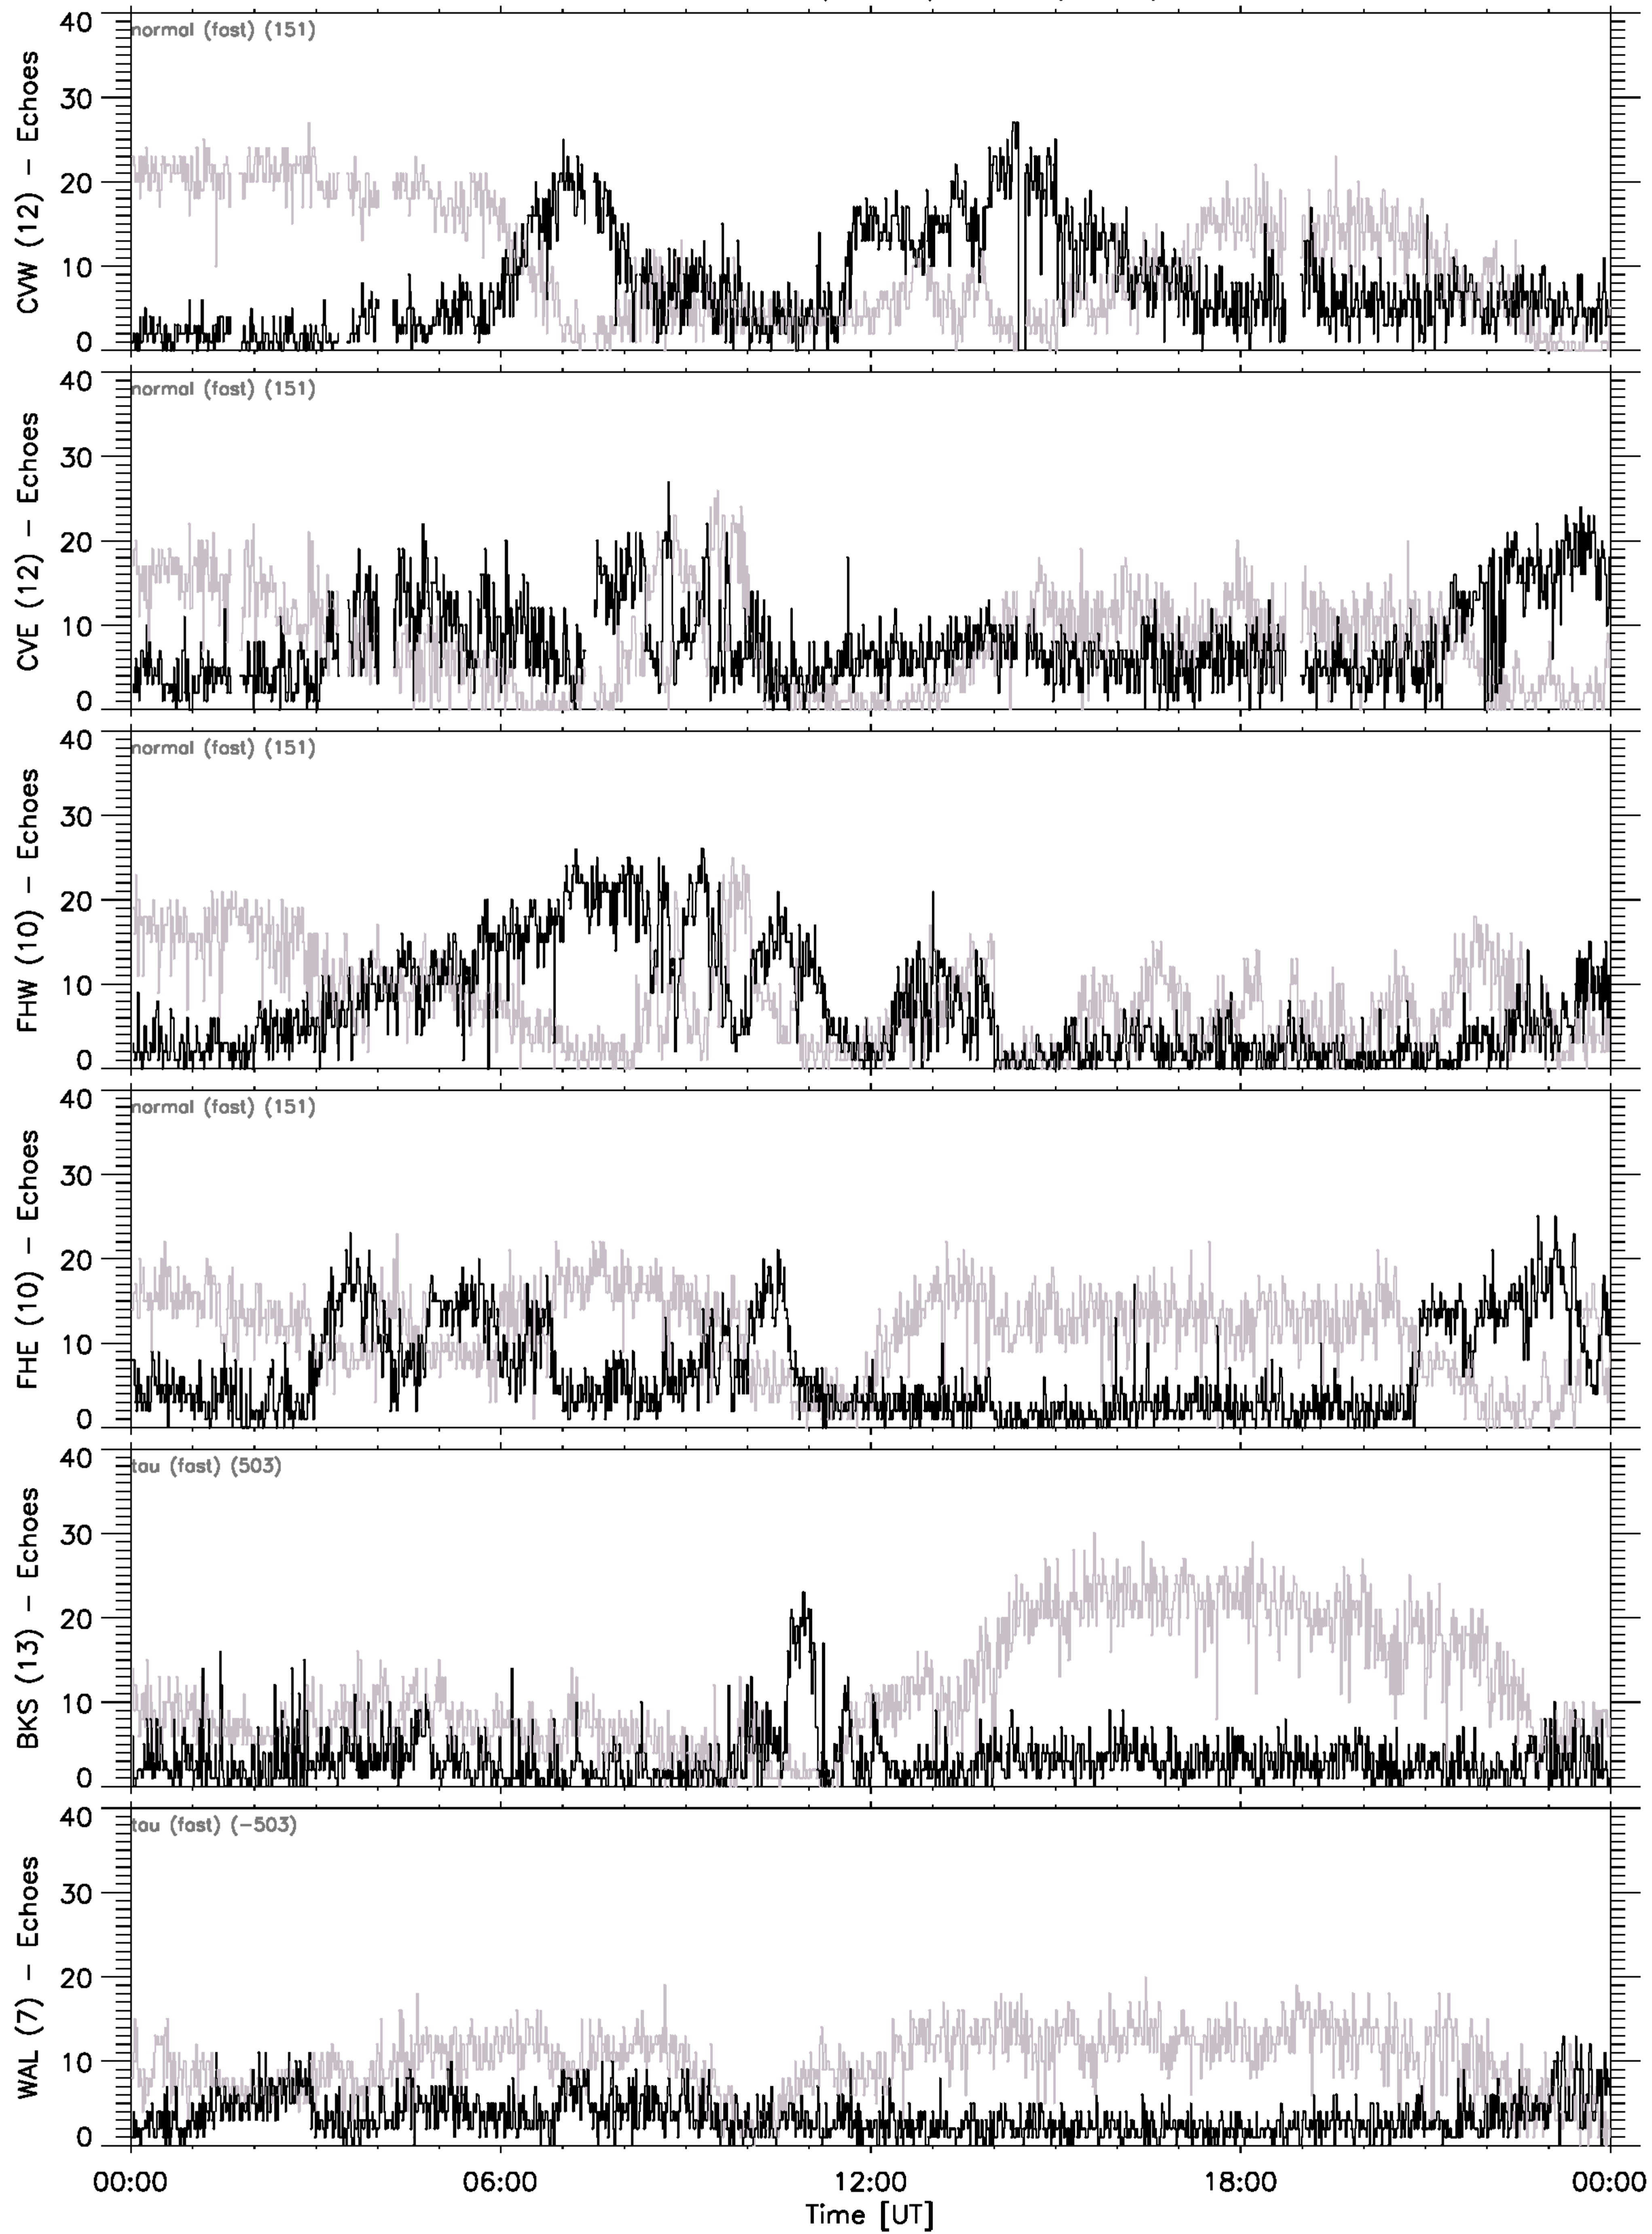 normal (fast) (151)
CVW (12) – Echoes
40
30
20
10
0
normal (fast) (151)
CVE (12) – Echoes
40
30
20
10
0
normal (fast) (151)
FHW (10) – Echoes
40
30
20
10
0
normal (fast) (151)
FHE (10) – Echoes
40
30
20
10
0
tau (fast) (503)
BKS (13) – Echoes
40
30
20
10
0
tau (fast) (−503)
WAL (7) – Echoes
40
30
20
10
0
00:00 06:00 12:00 18:00 00:00
Time [UT]